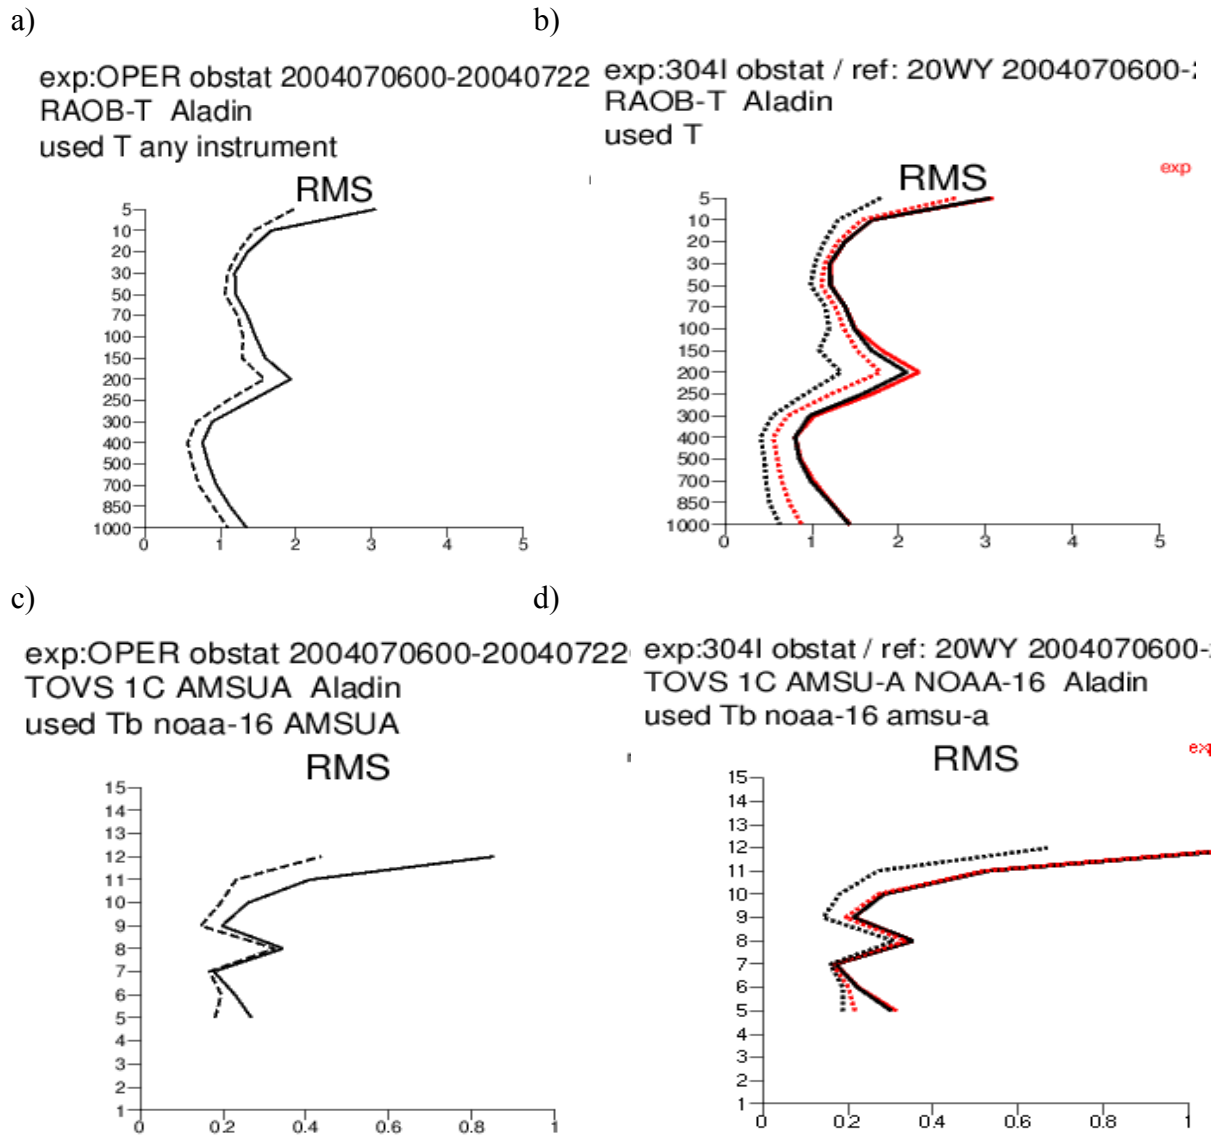 a)
b)
exp:OPER obstat 2004070600-20040722
RAOB-T Aladin
used T any instrument
RMS
5
10
20
30
50
70
100
150
200
250
300
400
500
700
850
1000
0 1 2 3 4 5
exp:304I obstat / ref: 20WY 2004070600-
RAOB-T Aladin
used T
exp
RMS
5
10
20
30
50
70
100
150
200
250
300
400
500
700
850
1000
0 1 2 3 4 5
c)
d)
exp:OPER obstat 2004070600-20040722
TOVS 1C AMSUA Aladin
used Tb noaa-16 AMSUA
RMS
15
14
13
12
11
10
9
8
7
6
5
4
3
2
1
0 0.2 0.4 0.6 0.8 1
exp:304I obstat / ref: 20WY 2004070600-
TOVS 1C AMSU-A NOAA-16 Aladin
used Tb noaa-16 amsu-a
exp
RMS
15
14
13
12
11
10
9
8
7
6
5
4
3
2
1
0 0.2 0.4 0.6 0.8 1